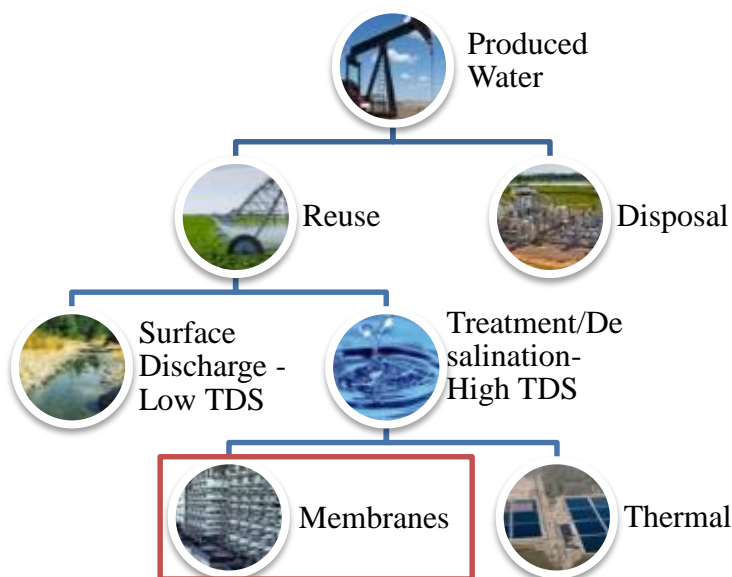 Produced
Water
Reuse
Disposal
Surface
Discharge -
Low TDS
Treatment/De
salination-
High TDS
Membranes
Thermal